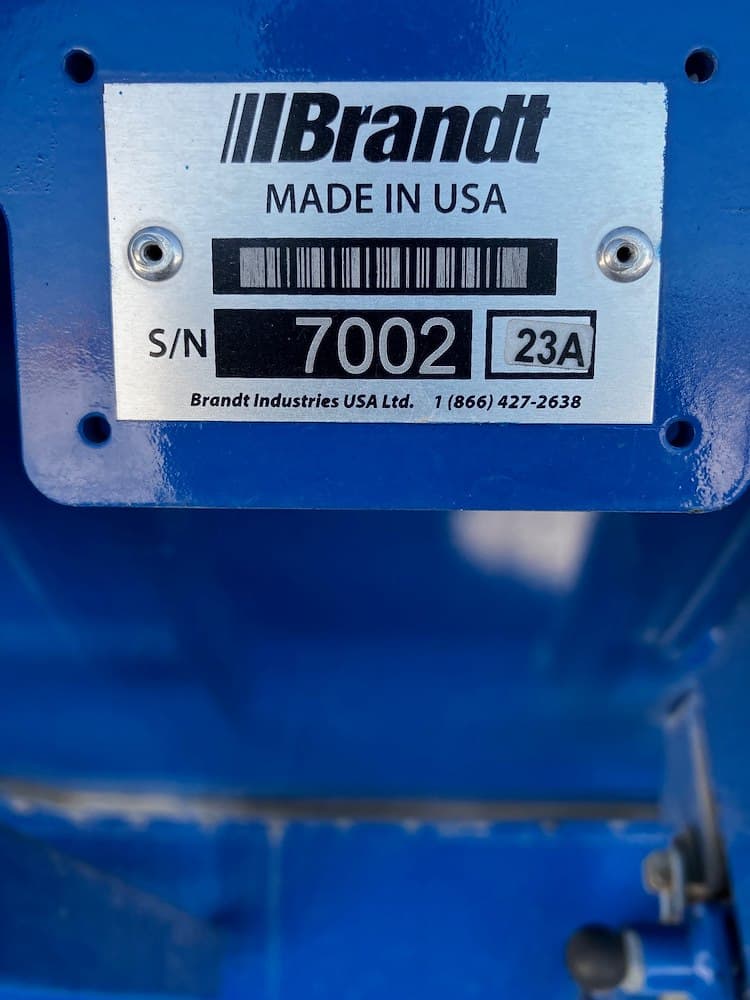 Brandt
MADE IN USA
S/N 7002 23A
Brandt Industries USA Ltd. 1 (866) 427-2638